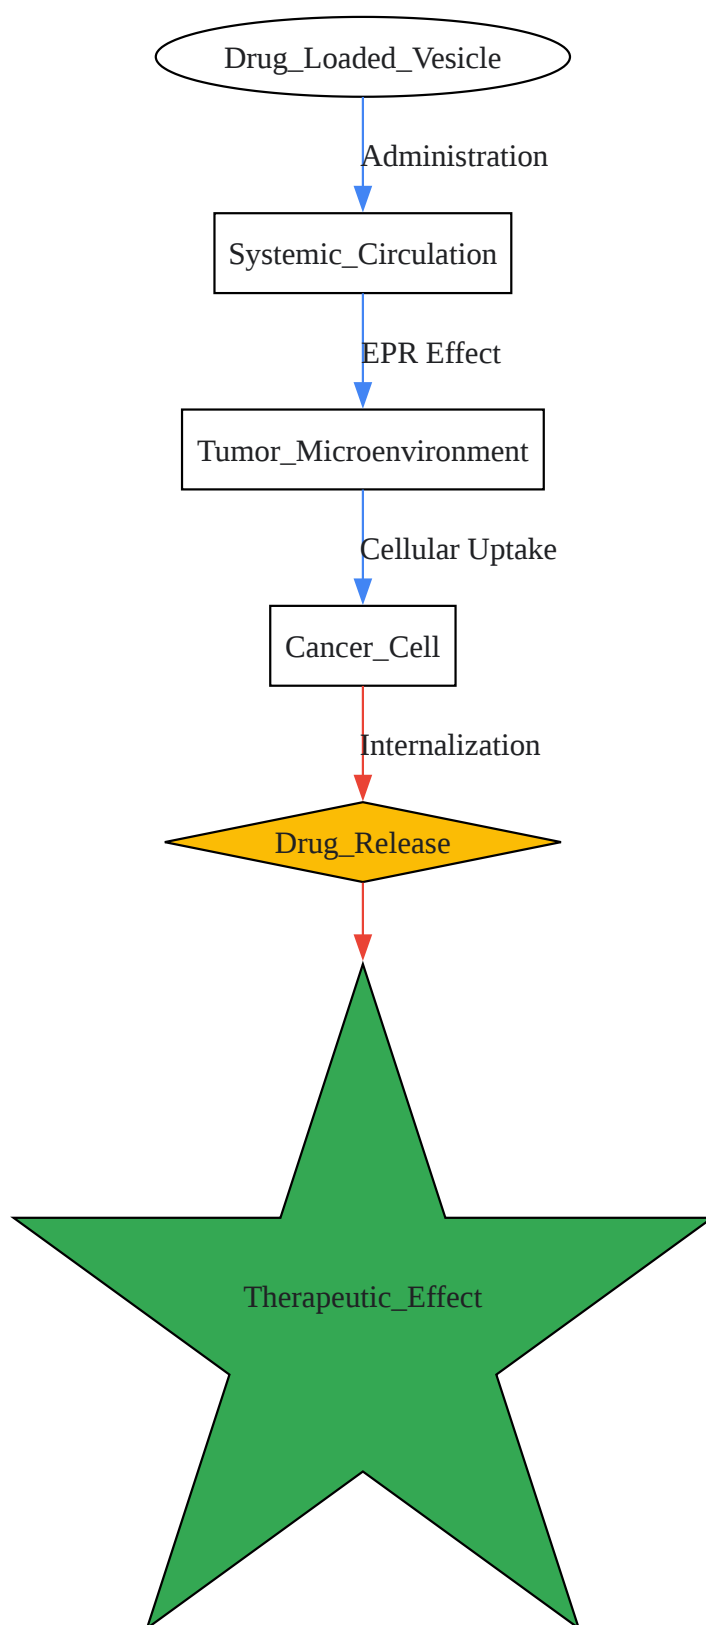 Drug_Loaded_Vesicle
Administration
Systemic_Circulation
EPR Effect
Tumor_Microenvironment
Cellular Uptake
Cancer_Cell
Internalization
Drug_Release
Therapeutic_Effect